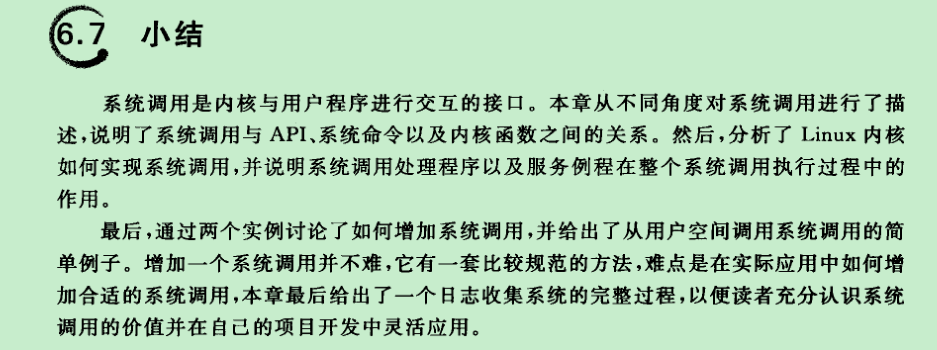 6.7 小结
系统调用是内核与用户程序进行交互的接口。本章从不同角度对系统调用进行了描
述,说明了系统调用与 API、系统命令以及内核函数之间的关系。然后,分析了 Linux 内核
如何实现系统调用,并说明系统调用处理程序以及服务例程在整个系统调用执行过程中的
作用。
最后,通过两个实例讨论了如何增加系统调用,并给出了从用户空间调用系统调用的简
单例子。增加一个系统调用并不难,它有一套比较规范的方法,难点是在实际应用中如何增
加合适的系统调用,本章最后给出了一个日志收集系统的完整过程,以便读者充分认识系统
调用的价值并在自己的项目开发中灵活应用。